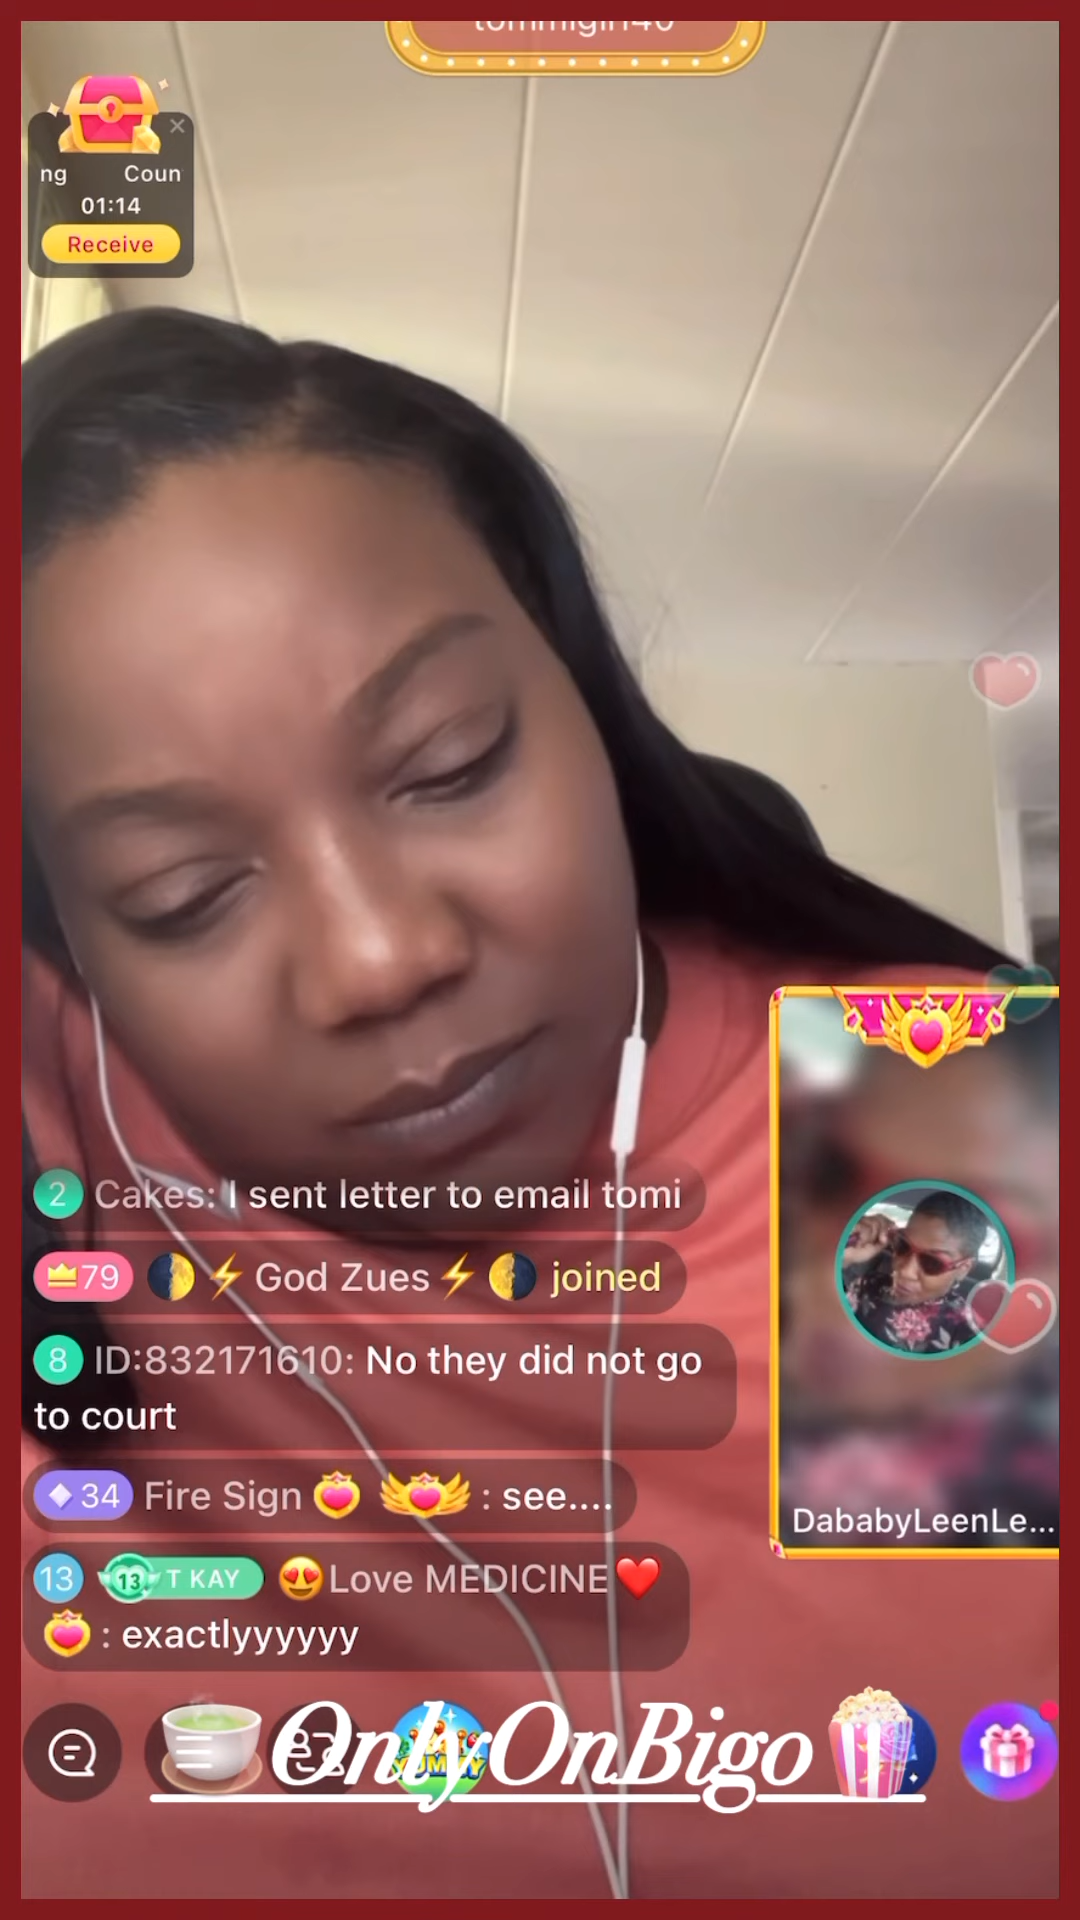 tommigirl40
ng Coun
01:14
Receive
2 Cakes: I sent letter to email tomi
79 🌓⚡God Zues⚡🌗 joined
8 ID:832171610: No they did not go
to court
34 Fire Sign : see....
13 13 T KAY 😍Love MEDICINE❤️
: exactlyyyyyy
DababyLeenLe...
YUMMY
OnlyOnBigo